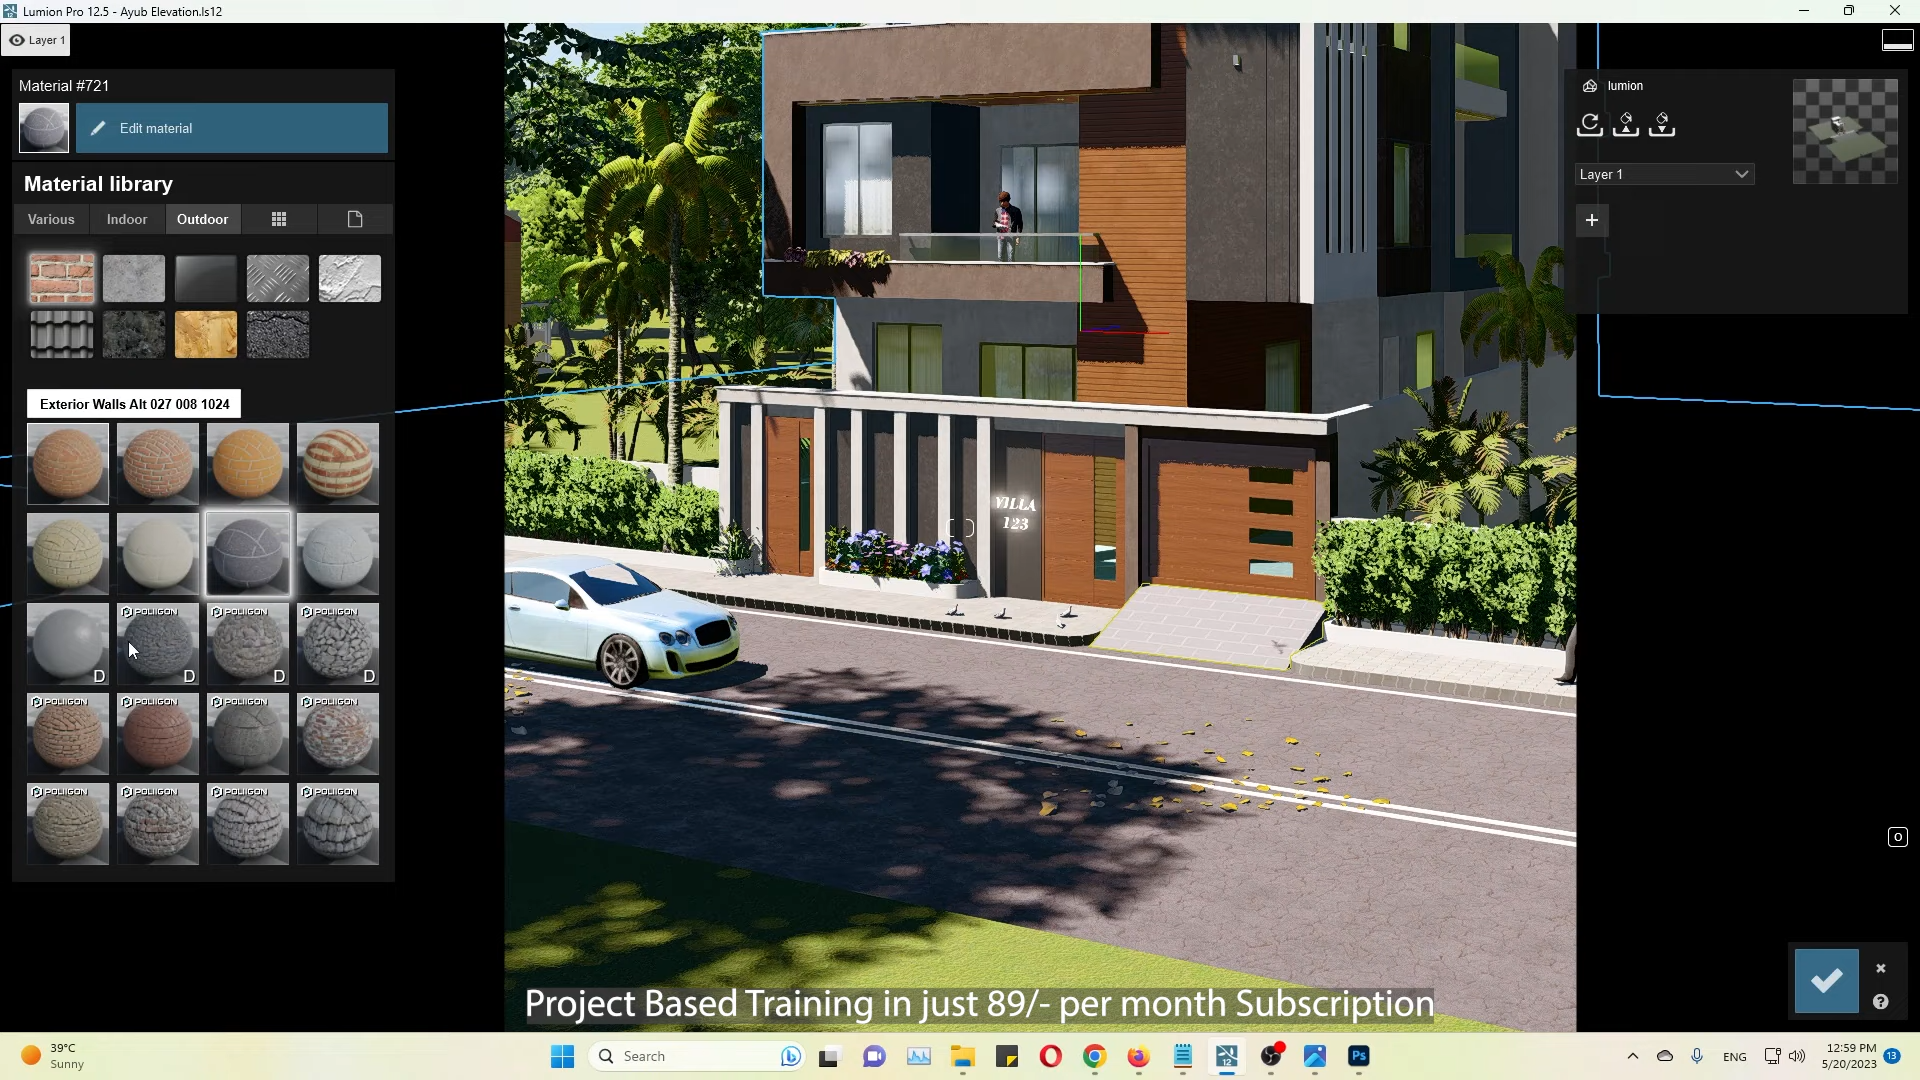 Lumion Pro 12.5 - Ayub Elevation.ls12
Layer 1
Material #721
Edit material
Material library
Various
Indoor
Outdoor
Exterior Walls Alt 027 008 1024
POLIIGON
POLIIGON
POLIIGON
D
D
D
D
POLIIGON
POLIIGON
POLIIGON
POLIIGON
POLIIGON
POLIIGON
POLIIGON
POLIIGON
lumion
Layer 1
VILLA
123
Project Based Training in just 89/- per month Subscription
39°C
Sunny
Search
12
Ps
ENG
12:59 PM
5/20/2023
13